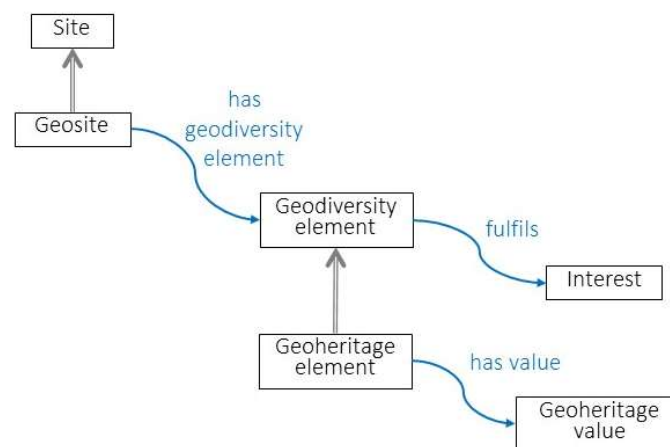 Site
Geosite
has
geodiversity
element
Geodiversity
element
fulfils
Interest
Geoheritage
element
has value
Geoheritage
value